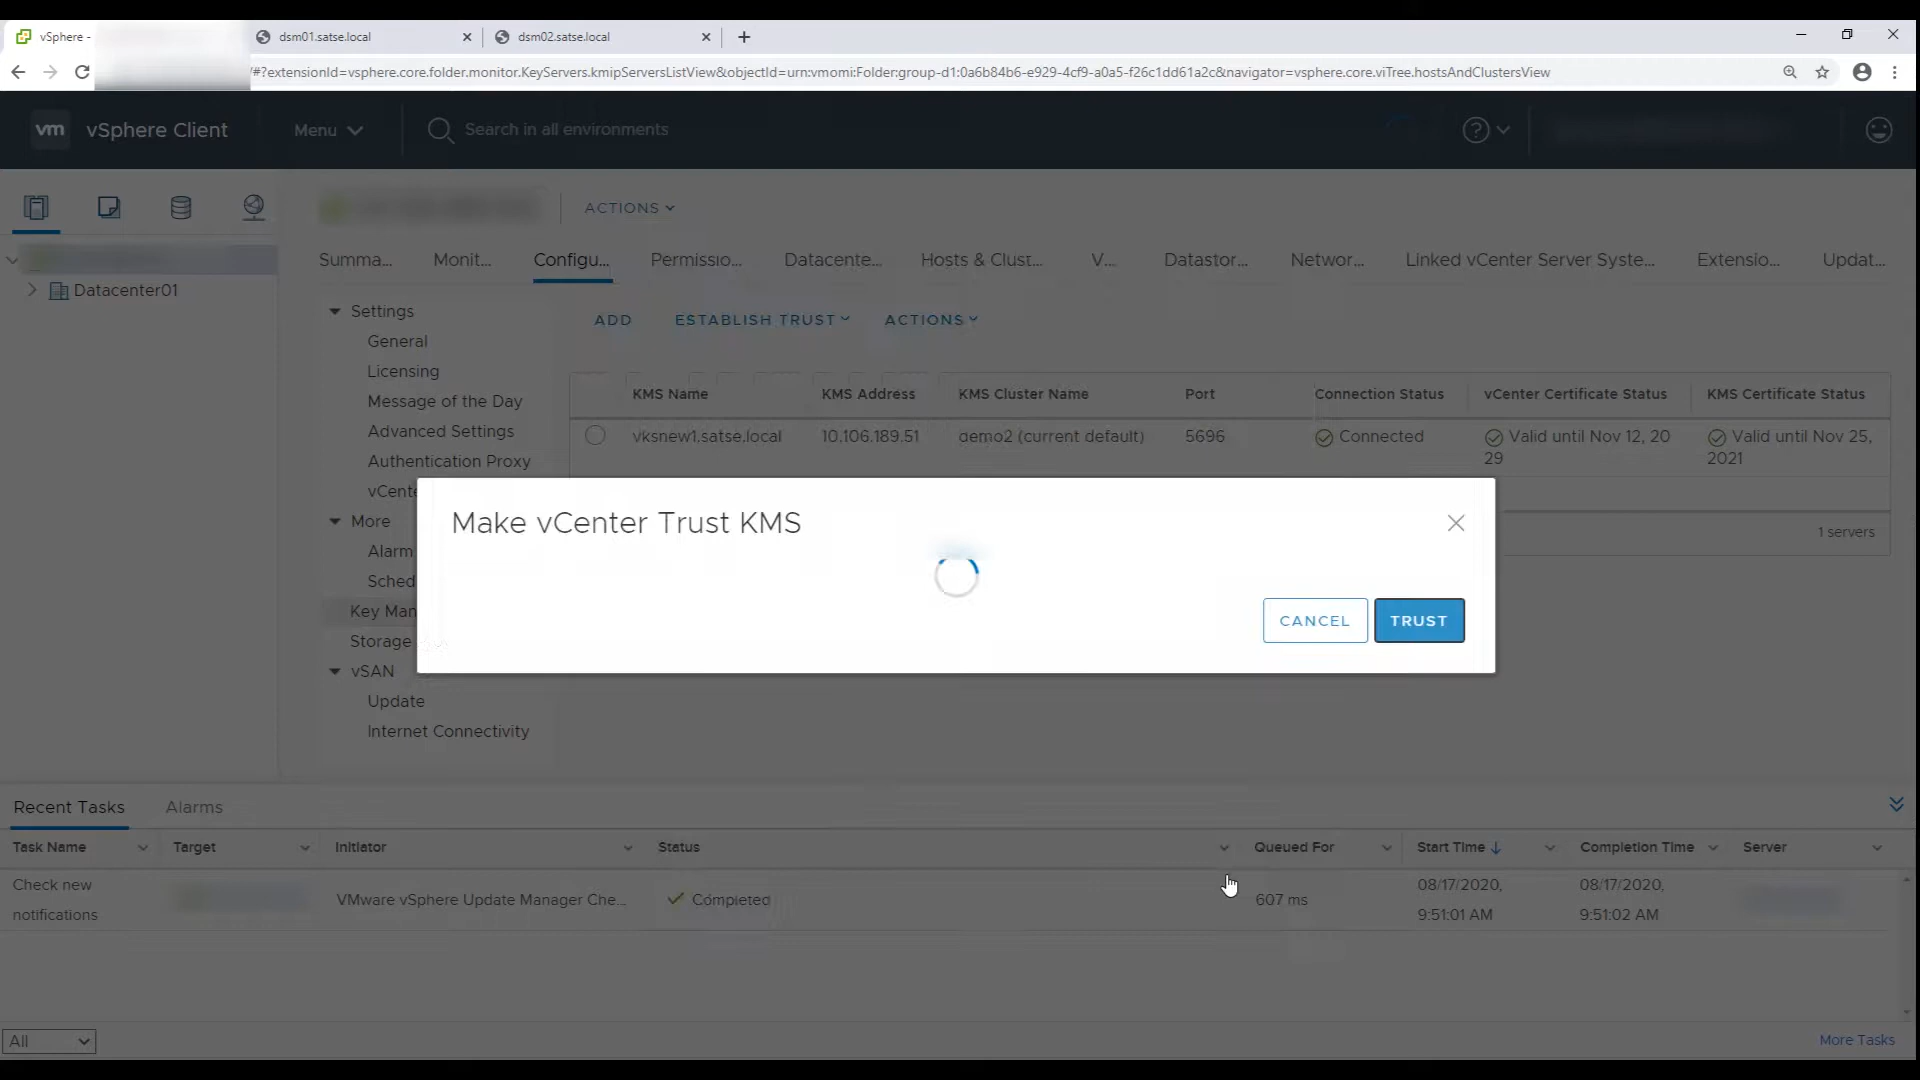 vSphere -
dsm01.satse.local
dsm02.satse.local
/#?extensionId=vsphere.core.folder.monitor.KeyServers.kmipServersListView&objectId=urn:vmomi:Folder:group-d1:0a6b84b6-e929-4cf9-a0a5-f26c1dd61a2c&navigator=vsphere.core.viTree.hostsAndClustersView
vm vSphere Client Menu Search in all environments
ACTIONS
Summa... Monit... Configu... Permissio... Datacente... Hosts & Clust... V... Datastor... Networ... Linked vCenter Server Syste... Extensio... Updat...
Datacenter01
Settings
General
Licensing
Message of the Day
Advanced Settings
Authentication Proxy
vCente
More
Alarm
Sched
Key Man
Storage
vSAN
Update
Internet Connectivity
ADD ESTABLISH TRUST ACTIONS
KMS Name KMS Address KMS Cluster Name Port Connection Status vCenter Certificate Status KMS Certificate Status
vksnew1.satse.local 10.106.189.51 demo2 (current default) 5696 Connected Valid until Nov 12, 20 Valid until Nov 25,
29 2021
1 servers
Make vCenter Trust KMS
CANCEL TRUST
Recent Tasks Alarms
Task Name Target Initiator Status Queued For Start Time Completion Time Server
Check new
notifications
VMware vSphere Update Manager Che... Completed 607 ms
08/17/2020,
9:51:01 AM
08/17/2020,
9:51:02 AM
All
More Tasks